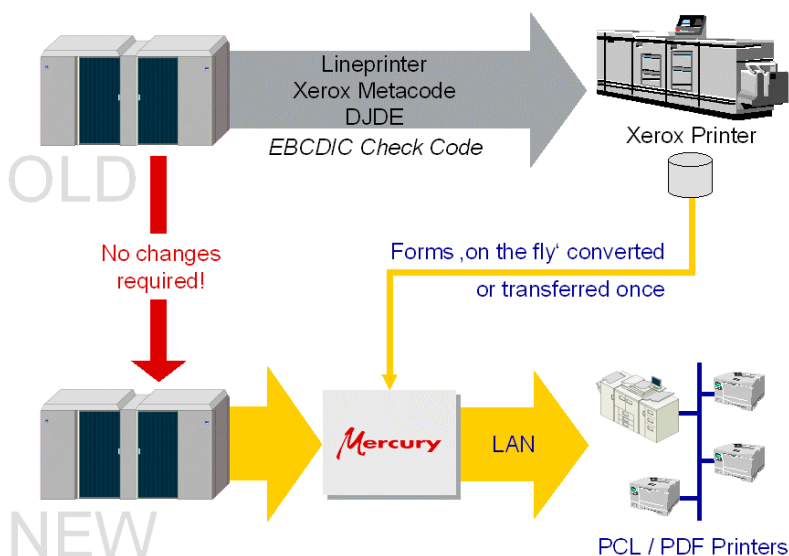 Lineprinter
Xerox Metacode
DJDE
EBCDIC Check Code
Xerox Printer
OLD
No changes
required!
Forms ‚on the fly‘ converted
or transferred once
Mercury
LAN
NEW
PCL / PDF Printers